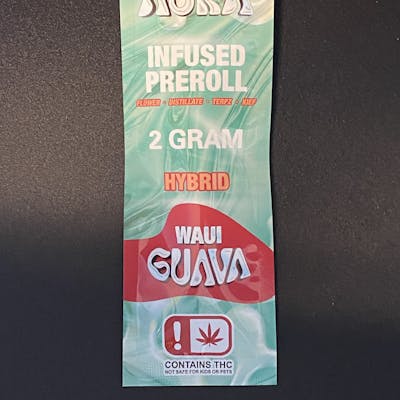 INFUSED
PREROLL
FLOWER - DISTILLATE - TERPZ - KIEF
2 GRAM
HYBRID
WAUI
GUAVA
!
CONTAINS THC
NOT SAFE FOR KIDS OR PETS